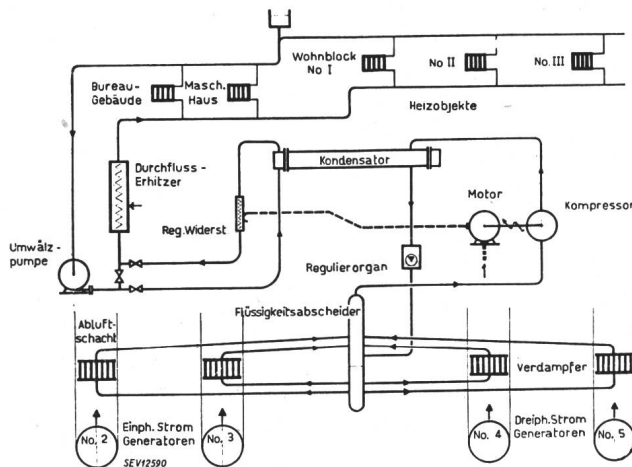 Wohnblock
No I
No II
No. III
Bureau-
Gebäude
Masch.
Haus
Heizobjekte
Durchfluss-
Erhitzer
Kondensator
Reg.Widerst
Motor
Kompressor
Umwälz-
pumpe
Regulierorgan
Flüssigkeitsabscheider
Abluft-
schacht
Verdampfer
Einph. Strom
Generatoren
Dreiph. Strom
Generatoren
No. 2
No. 3
No. 4
No. 5
SEV12590